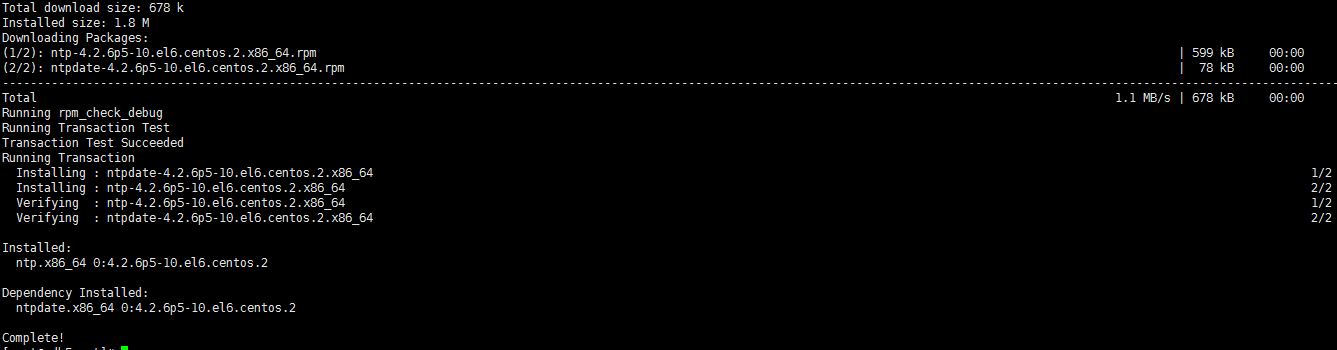 Total download size: 678 k
Installed size: 1.8 M
Downloading Packages:
(1/2): ntp-4.2.6p5-10.el6.centos.2.x86_64.rpm | 599 kB 00:00
(2/2): ntpdate-4.2.6p5-10.el6.centos.2.x86_64.rpm | 78 kB 00:00
Total 1.1 MB/s | 678 kB 00:00
Running rpm_check_debug
Running Transaction Test
Transaction Test Succeeded
Running Transaction
Installing : ntpdate-4.2.6p5-10.el6.centos.2.x86_64 1/2
Installing : ntp-4.2.6p5-10.el6.centos.2.x86_64 2/2
Verifying : ntp-4.2.6p5-10.el6.centos.2.x86_64 1/2
Verifying : ntpdate-4.2.6p5-10.el6.centos.2.x86_64 2/2
Installed:
ntp.x86_64 0:4.2.6p5-10.el6.centos.2
Dependency Installed:
ntpdate.x86_64 0:4.2.6p5-10.el6.centos.2
Complete!